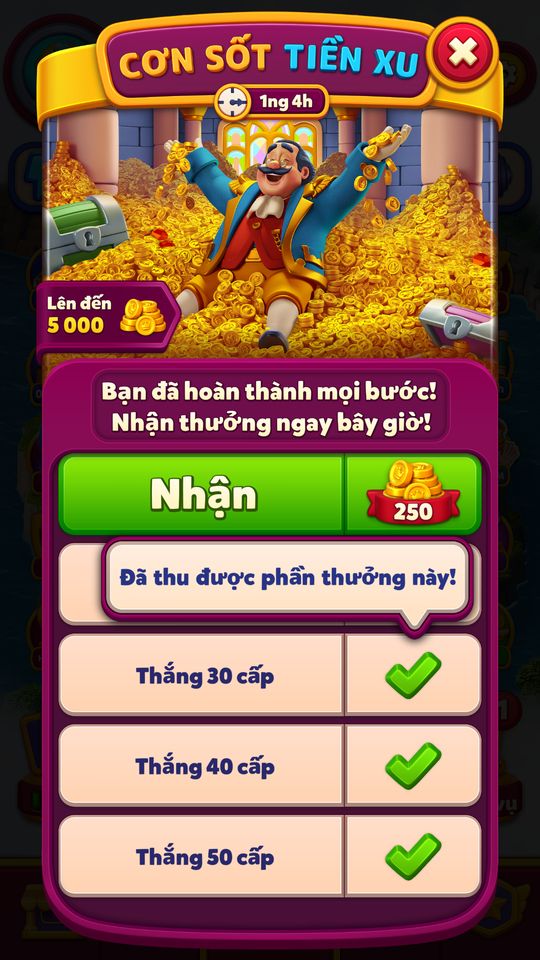 CƠN SỐT TIỀN XU
1ng 4h
Lên đến
5 000
Bạn đã hoàn thành mọi bước!
Nhận thưởng ngay bây giờ!
Nhận
250
Đã thu được phần thưởng này!
Thắng 30 cấp
Thắng 40 cấp
Thắng 50 cấp